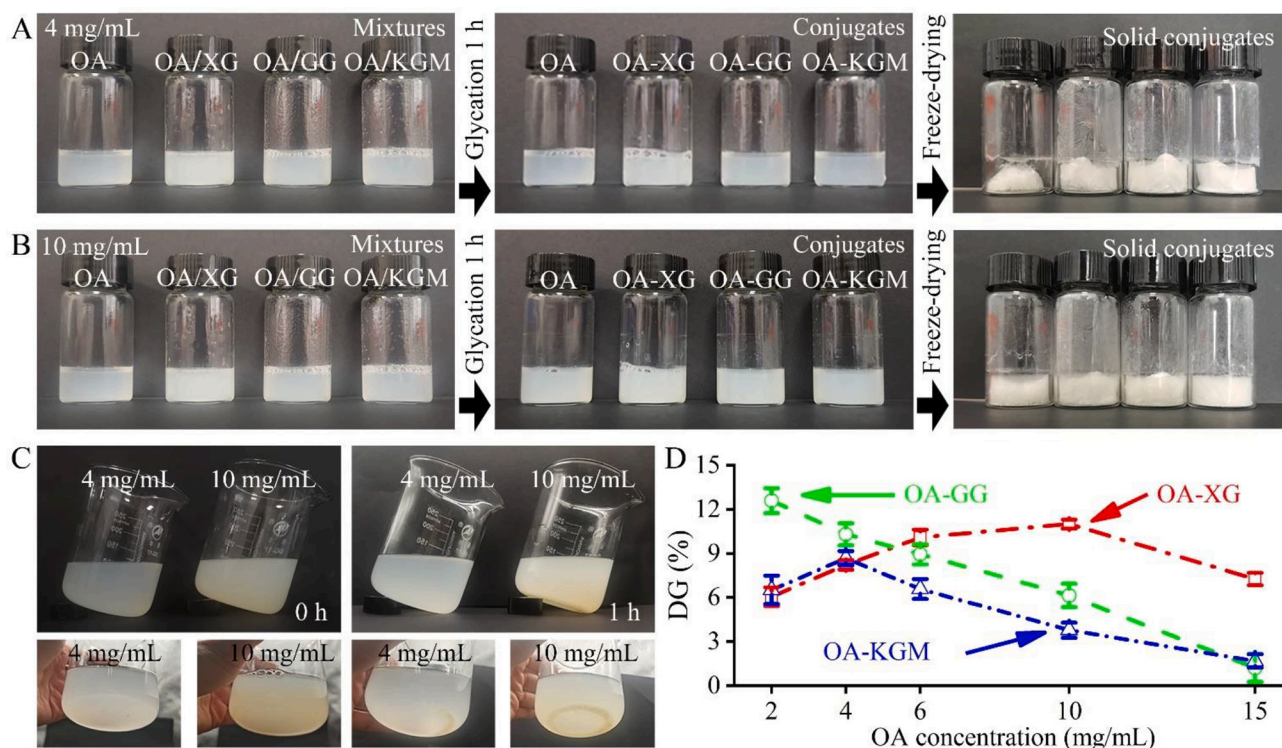 A
4 mg/mL
Mixtures
OA
OA/XG
OA/GG
OA/KGM
Glycation 1 h
Conjugates
OA
OA-XG
OA-GG
OA-KGM
Freeze-drying
Solid conjugates
B
10 mg/mL
Mixtures
OA
OA/XG
OA/GG
OA/KGM
Glycation 1 h
Conjugates
OA
OA-XG
OA-GG
OA-KGM
Freeze-drying
Solid conjugates
C
4 mg/mL
10 mg/mL
0 h
4 mg/mL
10 mg/mL
1 h
4 mg/mL
10 mg/mL
4 mg/mL
10 mg/mL
D
15
12
9
6
3
0
DG (%)
OA-GG
OA-XG
OA-KGM
2
4
6
10
15
OA concentration (mg/mL)